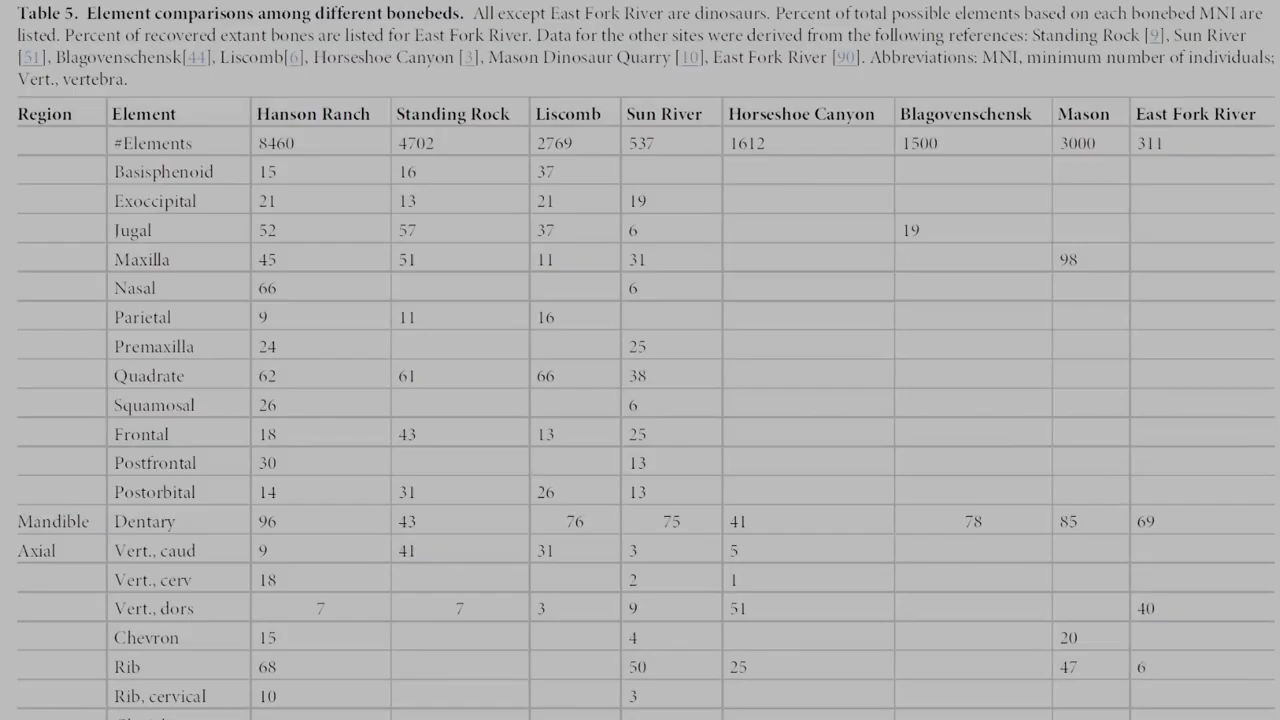 Table 5. Element comparisons among different bonebeds. All except East Fork River are dinosaurs. Percent of total possible elements based on each bonebed MNI are
listed. Percent of recovered extant bones are listed for East Fork River. Data for the other sites were derived from the following references: Standing Rock [9], Sun River
[51], Blagovenschensk[44], Liscomb[6], Horseshoe Canyon [3], Mason Dinosaur Quarry [10], East Fork River [90]. Abbreviations: MNI, minimum number of individuals;
Vert., vertebra.
Region Element Hanson Ranch Standing Rock Liscomb Sun River Horseshoe Canyon Blagovenschensk Mason East Fork River
#Elements 8460 4702 2769 537 1612 1500 3000 311
Basisphenoid 15 16 37
Exoccipital 21 13 21 19
Jugal 52 57 37 6 19
Maxilla 45 51 11 31 98
Nasal 66 6
Parietal 9 11 16
Premaxilla 24 25
Quadrate 62 61 66 38
Squamosal 26 6
Frontal 18 43 13 25
Postfrontal 30 13
Postorbital 14 31 26 13
Mandible Dentary 96 43 76 75 41 78 85 69
Axial Vert., caud 9 41 31 3 5
Vert., cerv 18 2 1
Vert., dors 7 7 3 9 51 40
Chevron 15 4 20
Rib 68 50 25 47 6
Rib, cervical 10 3